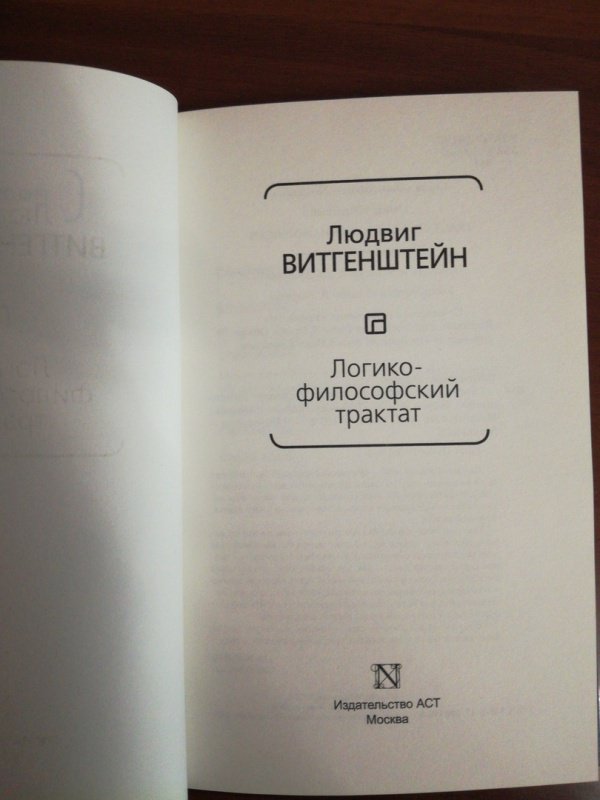 Людвиг
ВИТГЕНШТЕЙН
Логико-
философский
трактат
Издательство АСТ
Москва